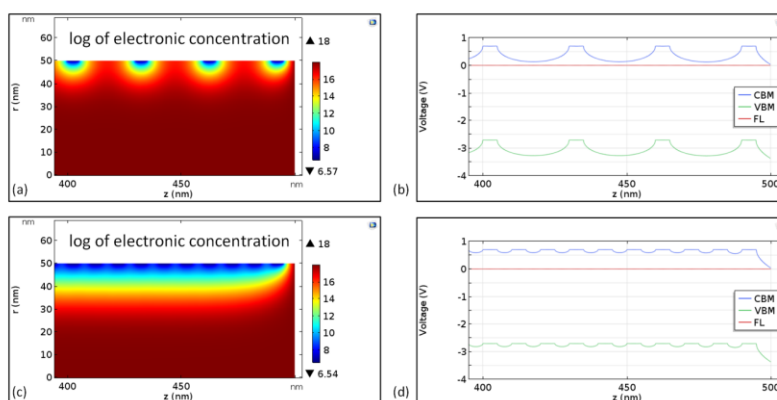 nm
log of electronic concentration
▲ 18
60
50
40
30
20
10
0
r (nm)
16
14
12
10
8
▼ 6.57
400
450
nm
z (nm)
(a)
1
0
-1
-2
-3
-4
Voltage (V)
CBM
VBM
FL
400
450
500
z (nm)
(b)
nm
log of electronic concentration
▲ 18
60
50
40
30
20
10
0
r (nm)
16
14
12
10
8
▼ 6.54
400
450
nm
z (nm)
(c)
1
0
-1
-2
-3
-4
Voltage (V)
CBM
VBM
FL
400
450
500
z (nm)
(d)